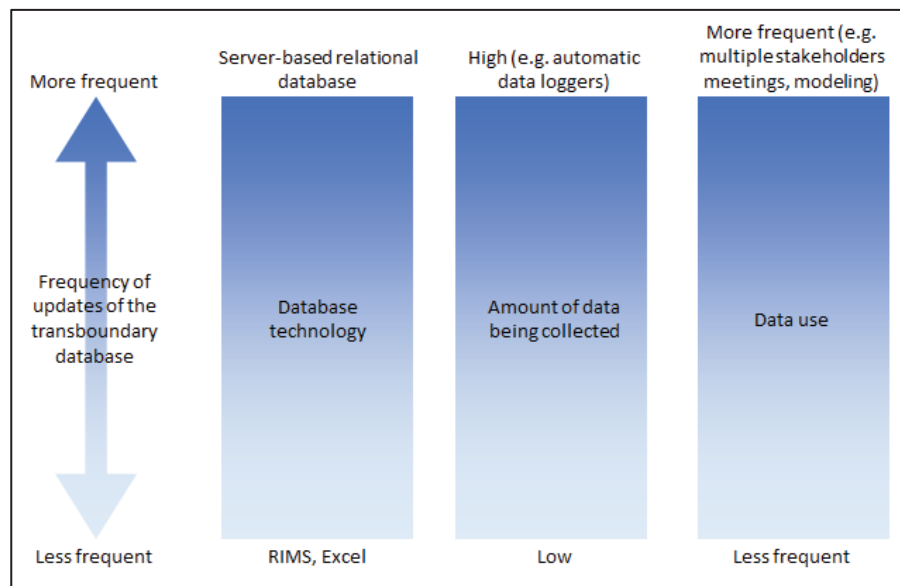 More frequent
Frequency of
updates of the
transboundary
database
Less frequent
Server-based relational
database
Database
technology
RIMS, Excel
High (e.g. automatic
data loggers)
Amount of data
being collected
Low
More frequent (e.g.
multiple stakeholders
meetings, modeling)
Data use
Less frequent